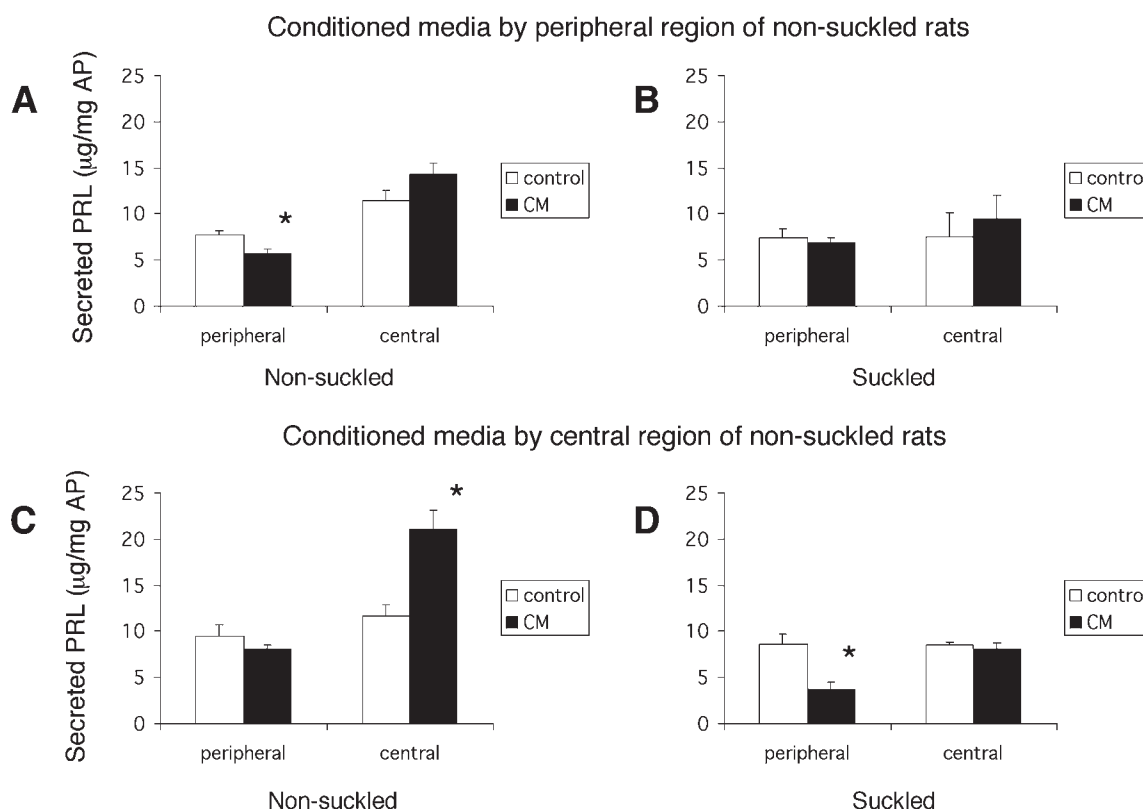 Conditioned media by peripheral region of non-suckled rats
A
Secreted PRL (μg/mg AP)
25
20
15
10
5
0
*
control
CM
peripheral central
Non-suckled
B
25
20
15
10
5
0
control
CM
peripheral central
Suckled
Conditioned media by central region of non-suckled rats
C
Secreted PRL (μg/mg AP)
25
20
15
10
5
0
*
control
CM
peripheral central
Non-suckled
D
25
20
15
10
5
0
*
control
CM
peripheral central
Suckled